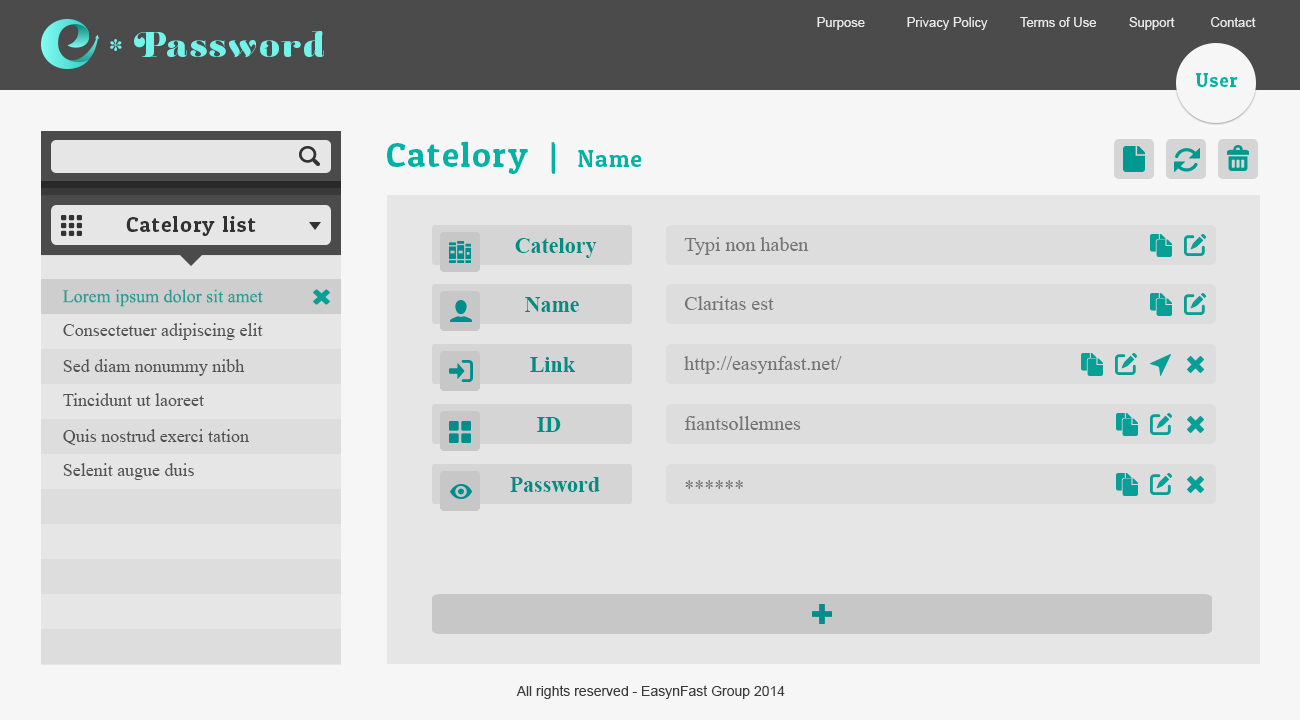 Purpose Privacy Policy Terms of Use Support Contact
e * Password
User
Catelory list
Lorem ipsum dolor sit amet
Consectetuer adipiscing elit
Sed diam nonummy nibh
Tincidunt ut laoreet
Quis nostrud exerci tation
Selenit augue duis
Catelory | Name
Catelory Typi non haben
Name Claritas est
Link http://easynfast.net/
ID fiantsollemnes
Password ******
All rights reserved - EasynFast Group 2014